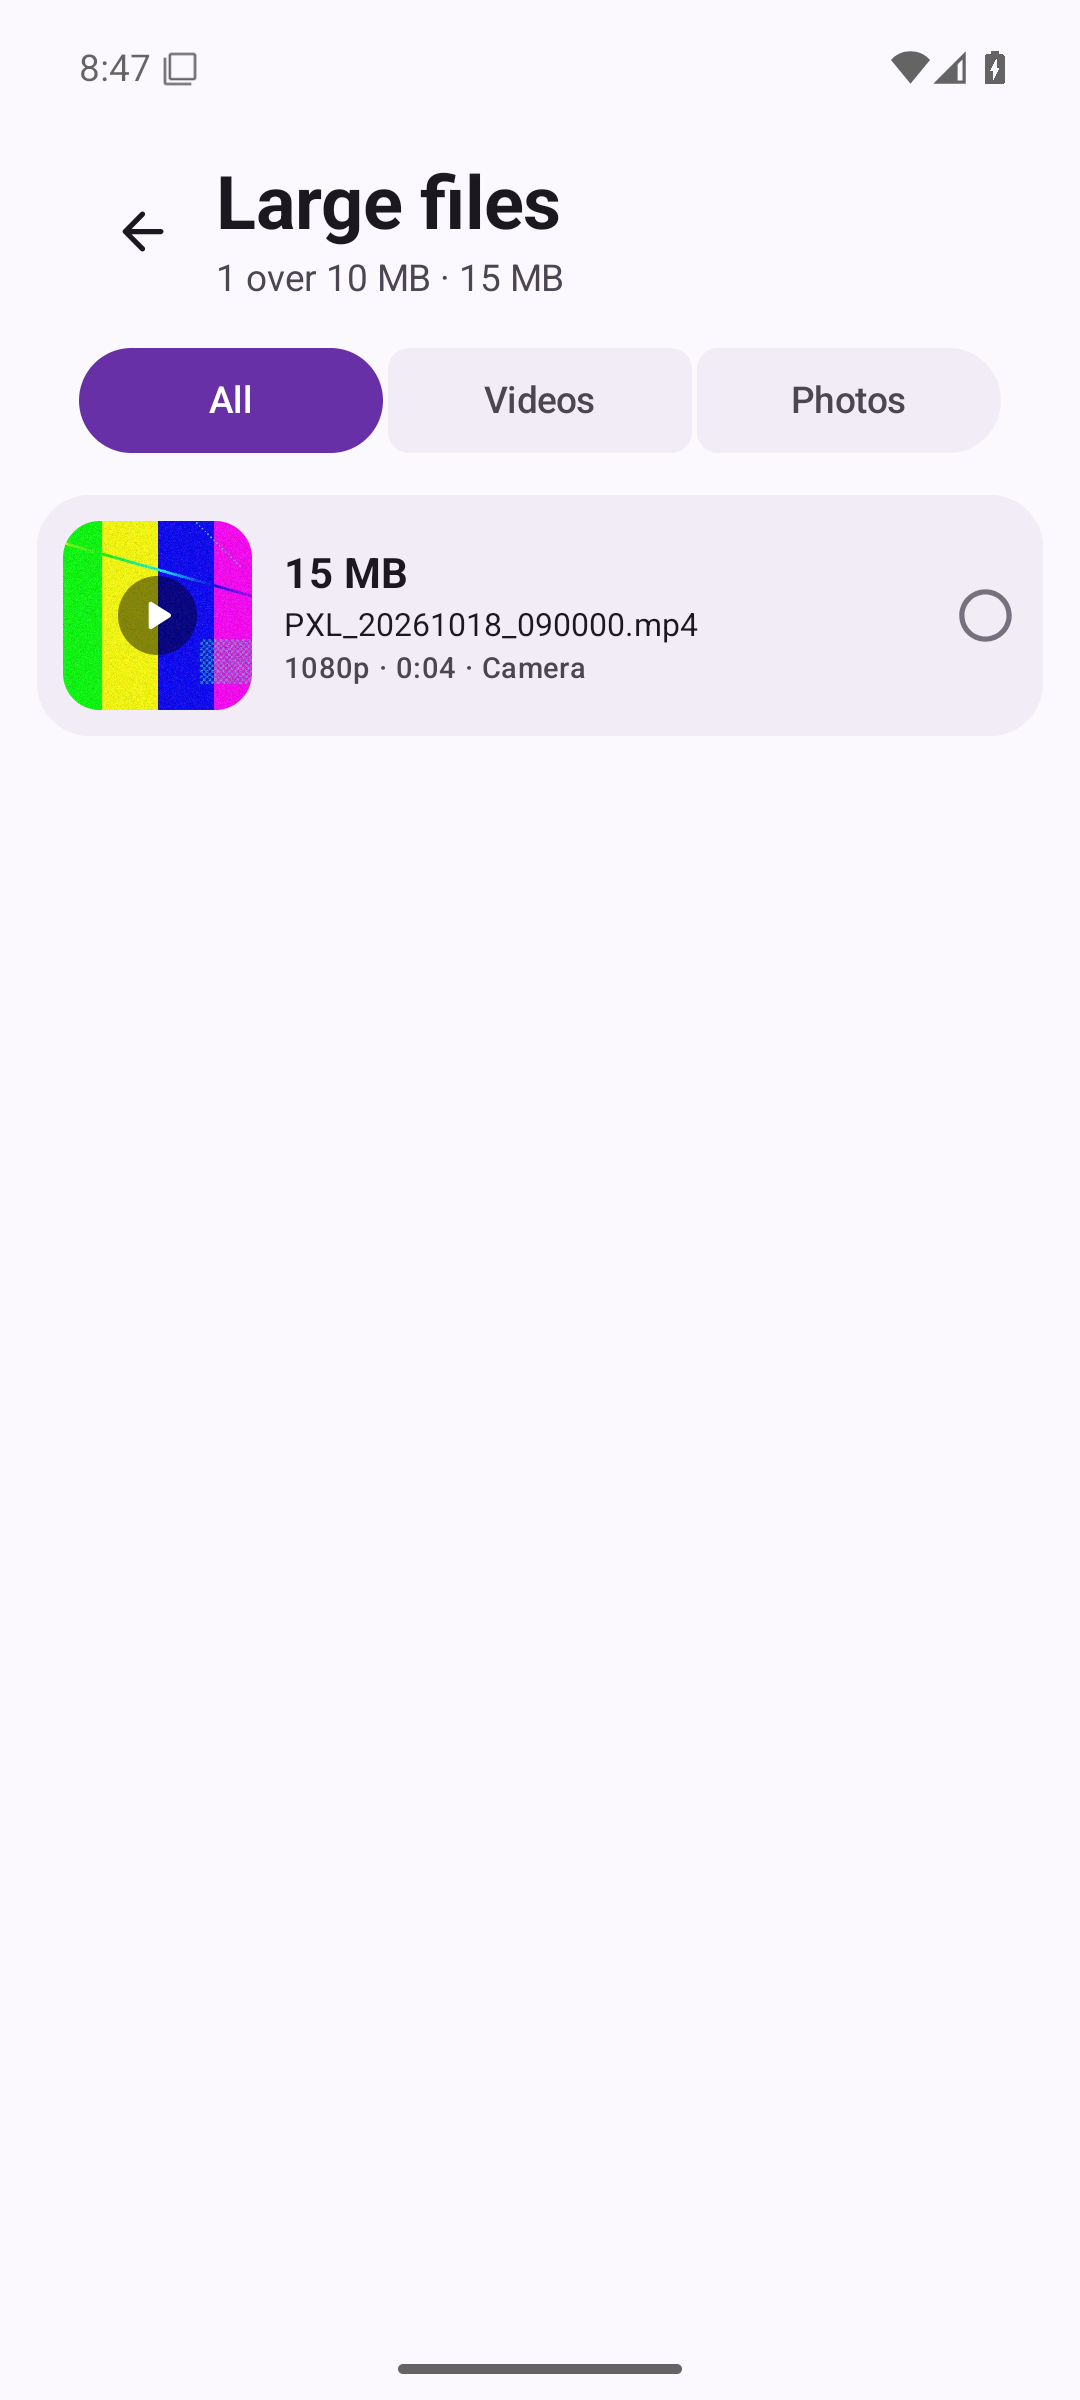 8:47
Large files
1 over 10 MB · 15 MB
All
Videos
Photos
15 MB
PXL_20261018_090000.mp4
1080p · 0:04 · Camera